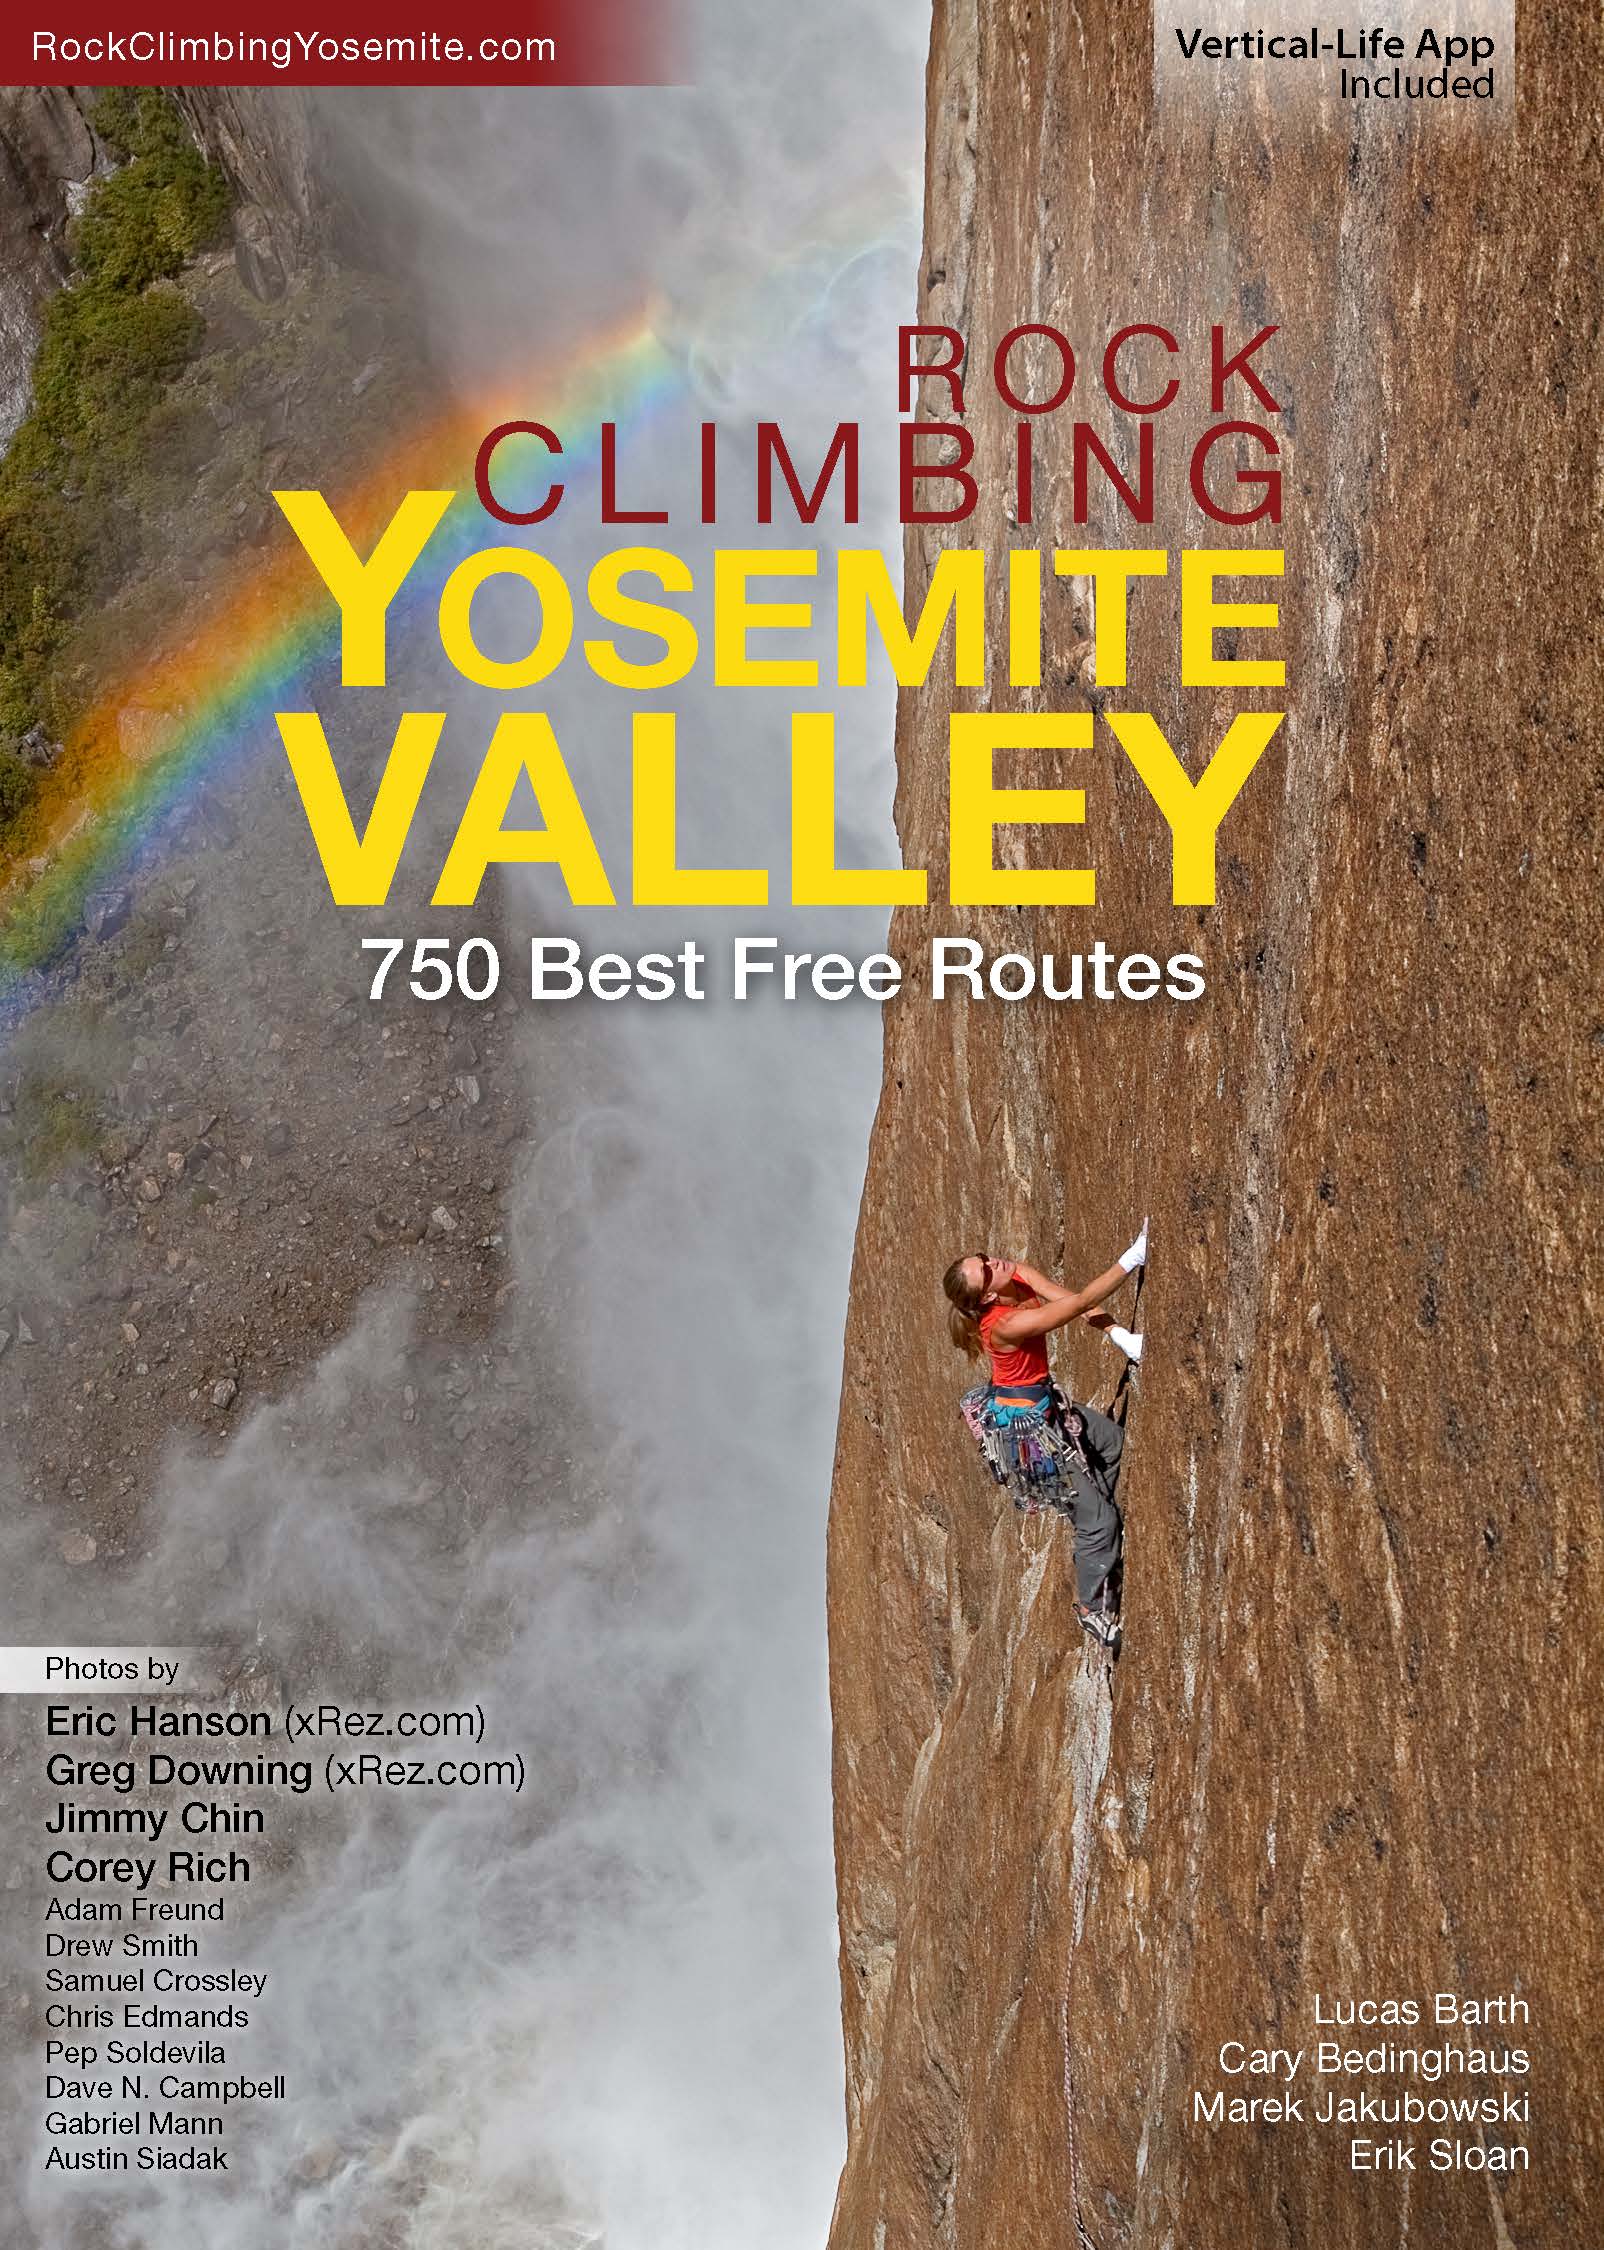 RockClimbingYosemite.com
Vertical-Life App
Included
ROCK
CLIMBING
YOSEMITE
VALLEY
750 Best Free Routes
Photos by
Eric Hanson (xRez.com)
Greg Downing (xRez.com)
Jimmy Chin
Corey Rich
Adam Freund
Drew Smith
Samuel Crossley
Chris Edmands
Pep Soldevila
Dave N. Campbell
Gabriel Mann
Austin Siadak
Lucas Barth
Cary Bedinghaus
Marek Jakubowski
Erik Sloan